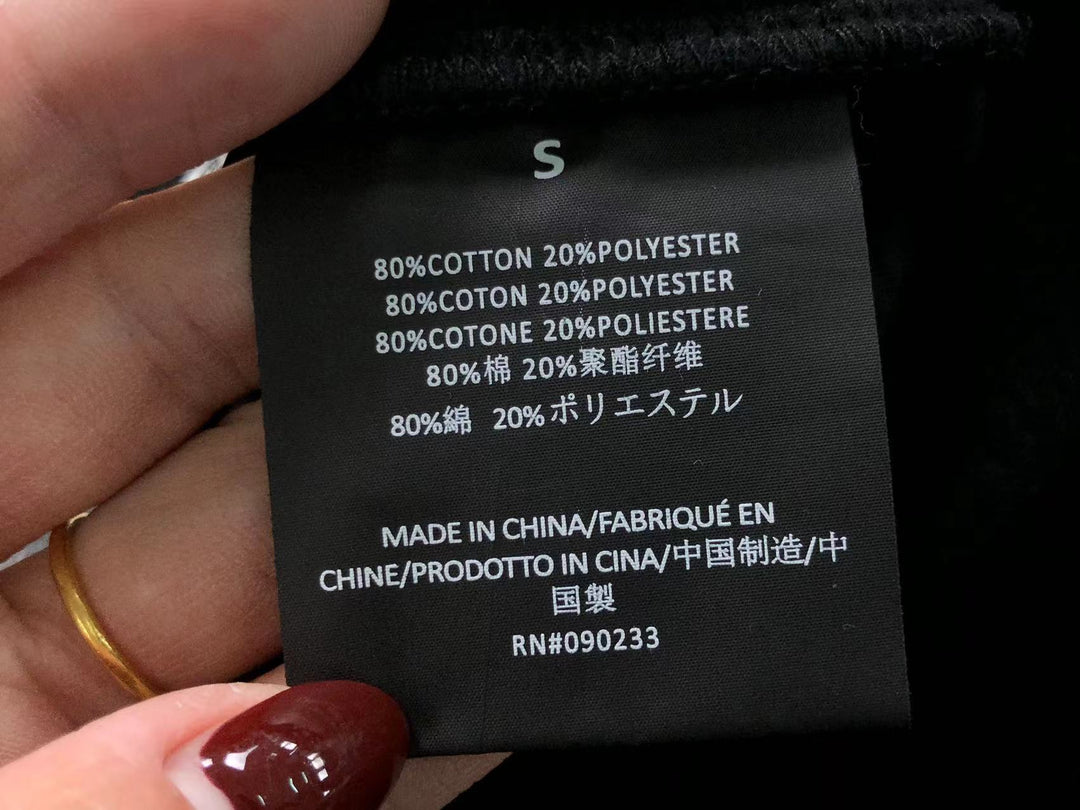 S
80%COTTON 20%POLYESTER
80%COTON 20%POLYESTER
80%COTONE 20%POLIESTERE
80%棉 20%聚酯纤维
80%綿 20%ポリエステル
MADE IN CHINA/FABRIQUÉ EN
CHINE/PRODOTTO IN CINA/中国制造/中
国製
RN#090233